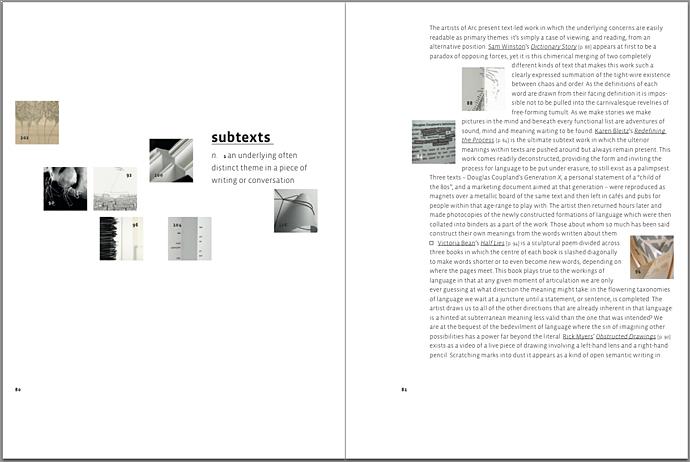 102
92
90
100
98
104
subtexts
n. an underlying often
distinct theme in a piece of
writing or conversation
80
The artists of Arc present text-led work in which the underlying concerns are easily
readable as primary themes: it's simply a case of viewing, and reading, from an
alternative position. Sam Winston's Dictionary Story [p. 88] appears at first to be a
paradox of opposing forces, yet it is this chimerical merging of two completely
different kinds of text that makes this work such a
clearly expressed summation of the tight-wire existence
between chaos and order. As the definitions of each
word are drawn from their facing definition it is impos-
sible not to be pulled into the carnivalesque revelries of
free-forming tumult. As we make stories we make
88
pictures in the mind and beneath every functional list are adventures of
sound, mind and meaning waiting to be found. Karen Bleitz's Redefining
the Process is the ultimate subtext work in which the ulterior
meanings within texts are pushed around but always remain present. This
work comes readily deconstructed, providing the form and inviting the
process for language to be put under erasure, to still exist as a palimpsest.
Three texts – Douglas Coupland's Generation X, a personal statement of a "child of
the 80s", and a marketing document aimed at that generation – were reproduced as
magnets over a metallic board of the same text and then left in cafés and pubs for
people within that age-range to play with. The artist then returned hours later and
made photocopies of the newly constructed formations of language which were then
collated into binders as a part of the work. Those about whom so much has been said
construct their own meanings from the words written about them.
Victoria Bean's Half Lies [p. 94] is a sculptural poem divided across
three books in which the centre of each book is slashed diagonally
to make words shorter or to even become new words, depending on
where the pages meet. This book plays true to the workings of
language in that at any given moment of articulation we are only
94
ever guessing at what direction the meaning might take: in the flowering taxonomies
of language we wait at a juncture until a statement, or sentence, is completed. The
artist draws us to all of the other directions that are already inherent in that language:
is a hinted at subterranean meaning less valid than the one that was intended? We
are at the bequest of the bedevilment of language where the sin of imagining other
possibilities has a power far beyond the literal. Rick Myers' Obstructed Drawings [p. 90]
exists as a video of a live piece of drawing involving a left-hand lens and a right-hand
pencil. Scratching marks into dust it appears as a kind of open semantic writing in
81